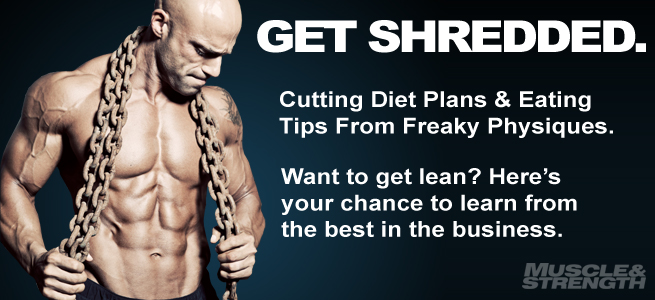 GET SHREDDED.
Cutting Diet Plans & Eating
Tips From Freaky Physiques.
Want to get lean? Here’s
your chance to learn from
the best in the business.
MUSCLE&
STRENGTH